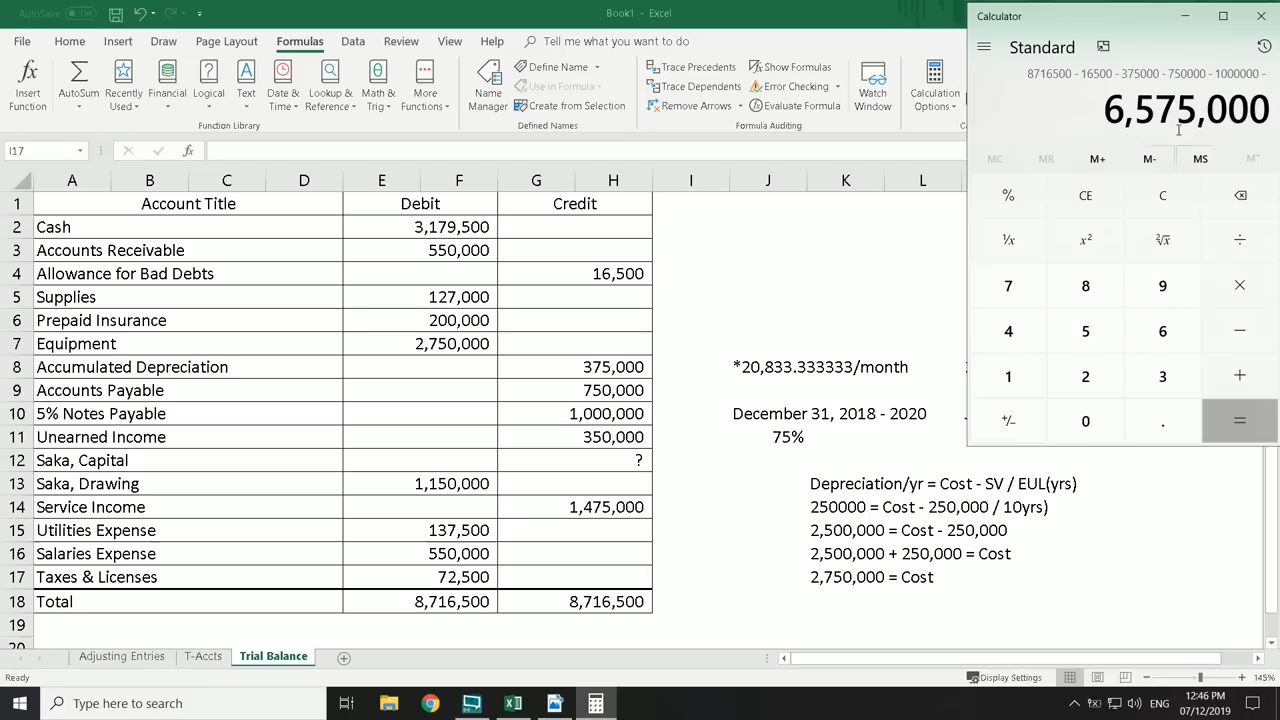 AutoSave Off Book1 - Excel Calculator
File Home Insert Draw Page Layout Formulas Data Review View Help Tell me what you want to do
Standard
8716500 - 16500 - 375000 - 750000 - 1000000 -
6,575,000
Insert Function
AutoSum
Recently Used
Financial
Logical
Text
Date & Time
Lookup & Reference
Math & Trig
More Functions
Function Library
Name Manager
Define Name
Use in Formula
Create from Selection
Defined Names
Trace Precedents
Trace Dependents
Remove Arrows
Show Formulas
Error Checking
Evaluate Formula
Formula Auditing
Watch Window
Calculation Options
MC MR M+ M- MS
% CE C
¹/x x² ²√x ÷
7 8 9 ×
4 5 6 −
1 2 3 +
+/− 0 . =
I17 fx
A B C D E F G H I J K L
1 Account Title Debit Credit
2 Cash 3,179,500
3 Accounts Receivable 550,000
4 Allowance for Bad Debts 16,500
5 Supplies 127,000
6 Prepaid Insurance 200,000
7 Equipment 2,750,000
8 Accumulated Depreciation 375,000 *20,833.333333/month
9 Accounts Payable 750,000
10 5% Notes Payable 1,000,000 December 31, 2018 - 2020
11 Unearned Income 350,000 75%
12 Saka, Capital ?
13 Saka, Drawing 1,150,000 Depreciation/yr = Cost - SV / EUL(yrs)
14 Service Income 1,475,000 250000 = Cost - 250,000 / 10yrs)
15 Utilities Expense 137,500 2,500,000 = Cost - 250,000
16 Salaries Expense 550,000 2,500,000 + 250,000 = Cost
17 Taxes & Licenses 72,500 2,750,000 = Cost
18 Total 8,716,500 8,716,500
19
20
Adjusting Entries T-Accts Trial Balance
Ready Display Settings 145%
Type here to search
ENG 12:46 PM
07/12/2019